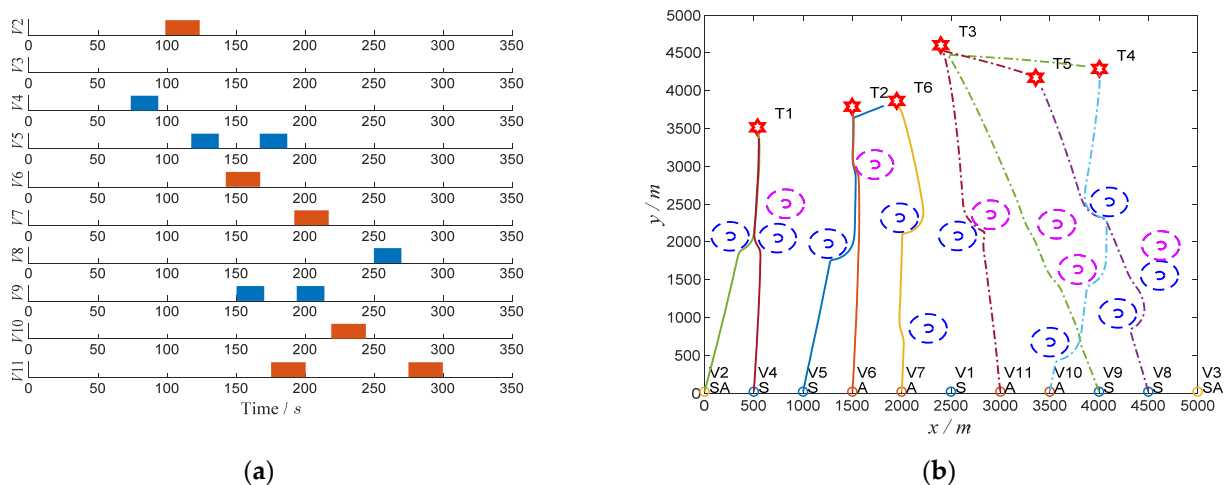 V2
0 50 100 150 200 250 300 350
V3
0 50 100 150 200 250 300 350
V4
0 50 100 150 200 250 300 350
V5
0 50 100 150 200 250 300 350
V6
0 50 100 150 200 250 300 350
V7
0 50 100 150 200 250 300 350
V8
0 50 100 150 200 250 300 350
V9
0 50 100 150 200 250 300 350
V10
0 50 100 150 200 250 300 350
V11
0 50 100 150 200 250 300 350
Time / s
(a)
5000
4500
4000
3500
3000
2500
2000
1500
1000
500
0
y / m
T3
T4
T5
T2 T6
T1
V2 V4 V5 V6 V7 V1 V11 V10 V9 V8 V3
SA S S A A S A A S S SA
0 500 1000 1500 2000 2500 3000 3500 4000 4500 5000
x / m
(b)